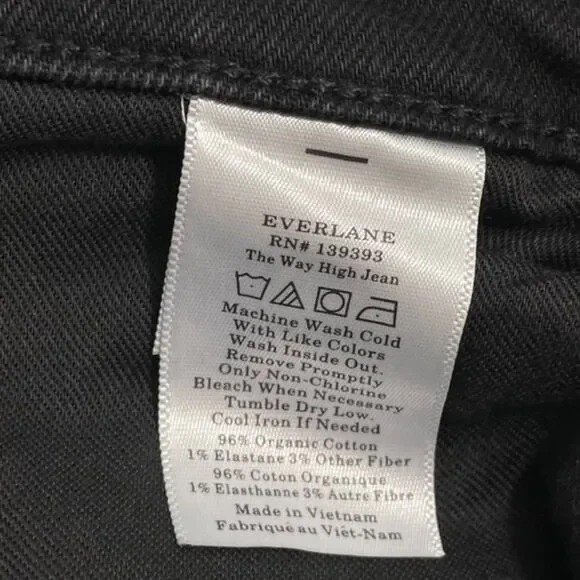 EVERLANE
RN# 139393
The Way High Jean
Machine Wash Cold
With Like Colors
Wash Inside Out.
Remove Promptly
Only Non-Chlorine
Bleach When Necessary
Tumble Dry Low.
Cool Iron If Needed
96% Organic Cotton
1% Elastane 3% Other Fiber
96% Coton Organique
1% Elasthanne 3% Autre Fibre
Made in Vietnam
Fabriqué au Viêt-Nam